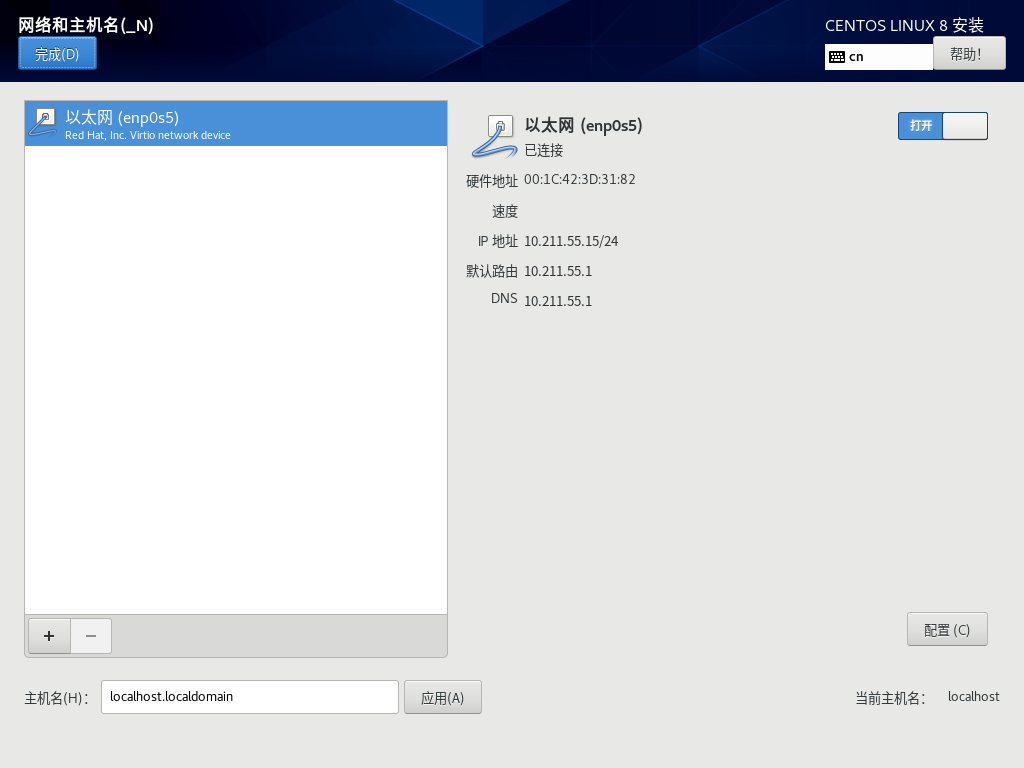 网络和主机名(_N)
CENTOS LINUX 8 安装
完成(D)
cn
帮助！
以太网 (enp0s5)
Red Hat, Inc. Virtio network device
以太网 (enp0s5)
已连接
打开
硬件地址 00:1C:42:3D:31:82
速度
IP 地址 10.211.55.15/24
默认路由 10.211.55.1
DNS 10.211.55.1
+ −
配置 (C)
主机名(H)： localhost.localdomain 应用(A)
当前主机名： localhost